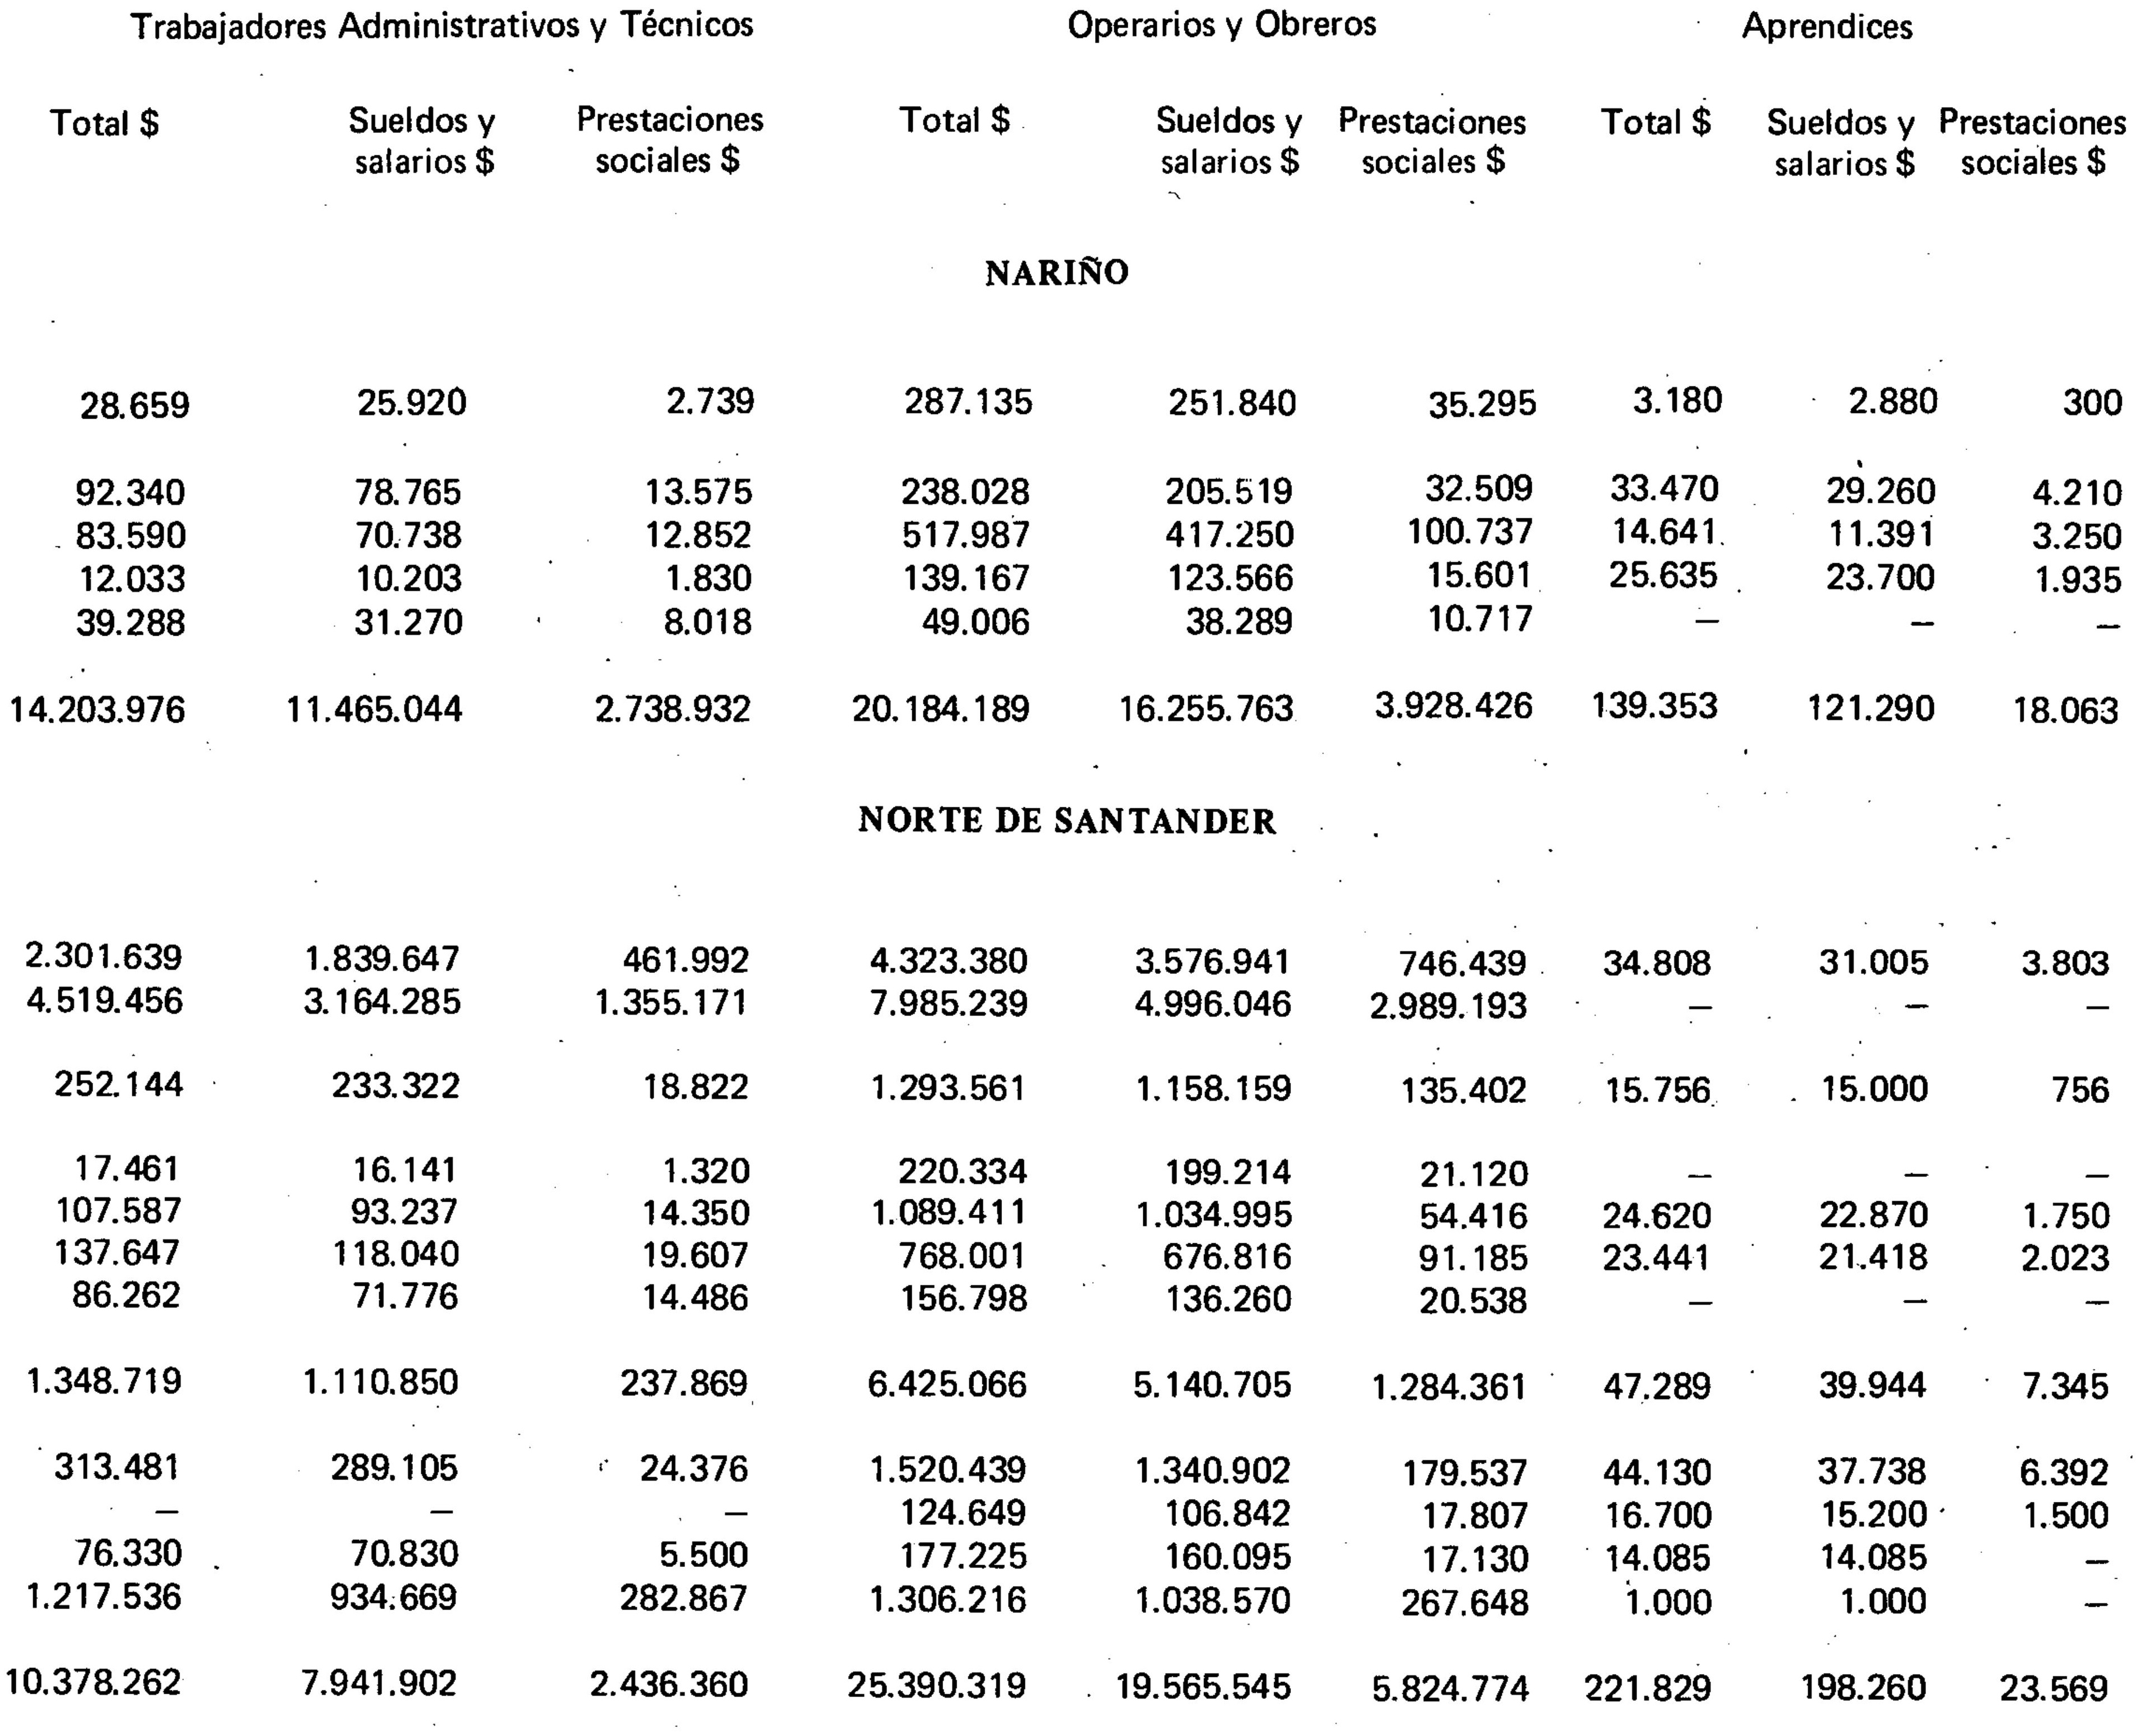 Trabajadores Administrativos y Técnicos Operarios y Obreros Aprendices
Total $ Sueldos y Prestaciones Total $ Sueldos y Prestaciones Total $ Sueldos y Prestaciones
salarios $ sociales $ salarios $ sociales $ salarios $ sociales $
NARIÑO
28.659 25.920 2.739 287.135 251.840 35.295 3.180 2.880 300
92.340 78.765 13.575 238.028 205.519 32.509 33.470 29.260 4.210
83.590 70.738 12.852 517.987 417.250 100.737 14.641 11.391 3.250
12.033 10.203 1.830 139.167 123.566 15.601 25.635 23.700 1.935
39.288 31.270 8.018 49.006 38.289 10.717 — — —
14.203.976 11.465.044 2.738.932 20.184.189 16.255.763 3.928.426 139.353 121.290 18.063
NORTE DE SANTANDER
2.301.639 1.839.647 461.992 4.323.380 3.576.941 746.439 34.808 31.005 3.803
4.519.456 3.164.285 1.355.171 7.985.239 4.996.046 2.989.193 — — —
252.144 233.322 18.822 1.293.561 1.158.159 135.402 15.756 15.000 756
17.461 16.141 1.320 220.334 199.214 21.120 — — —
107.587 93.237 14.350 1.089.411 1.034.995 54.416 24.620 22.870 1.750
137.647 118.040 19.607 768.001 676.816 91.185 23.441 21.418 2.023
86.262 71.776 14.486 156.798 136.260 20.538 — — —
1.348.719 1.110.850 237.869 6.425.066 5.140.705 1.284.361 47.289 39.944 7.345
313.481 289.105 24.376 1.520.439 1.340.902 179.537 44.130 37.738 6.392
— — — 124.649 106.842 17.807 16.700 15.200 1.500
76.330 70.830 5.500 177.225 160.095 17.130 14.085 14.085 —
1.217.536 934.669 282.867 1.306.216 1.038.570 267.648 1.000 1.000 —
10.378.262 7.941.902 2.436.360 25.390.319 19.565.545 5.824.774 221.829 198.260 23.569